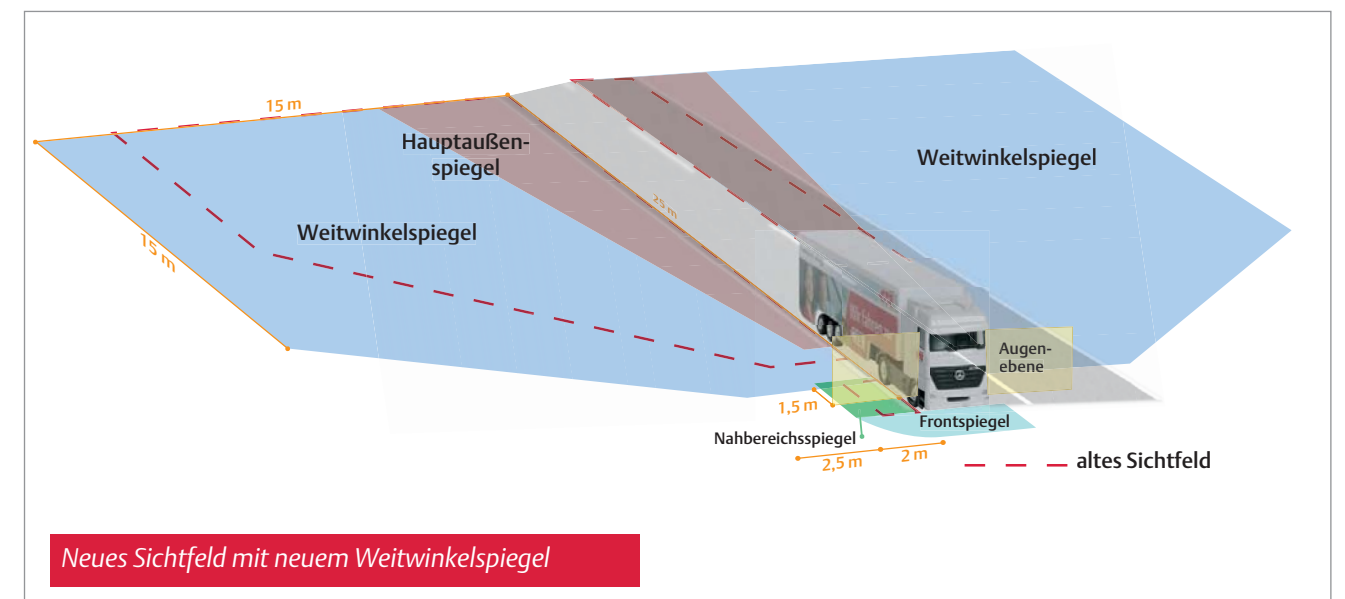 15 m
Hauptaußen-
spiegel
Weitwinkelspiegel
25 m
Weitwinkelspiegel
15 m
Augen-
ebene
1,5 m
Frontspiegel
Nahbereichsspiegel
2,5 m
2 m
altes Sichtfeld
Neues Sichtfeld mit neuem Weitwinkelspiegel